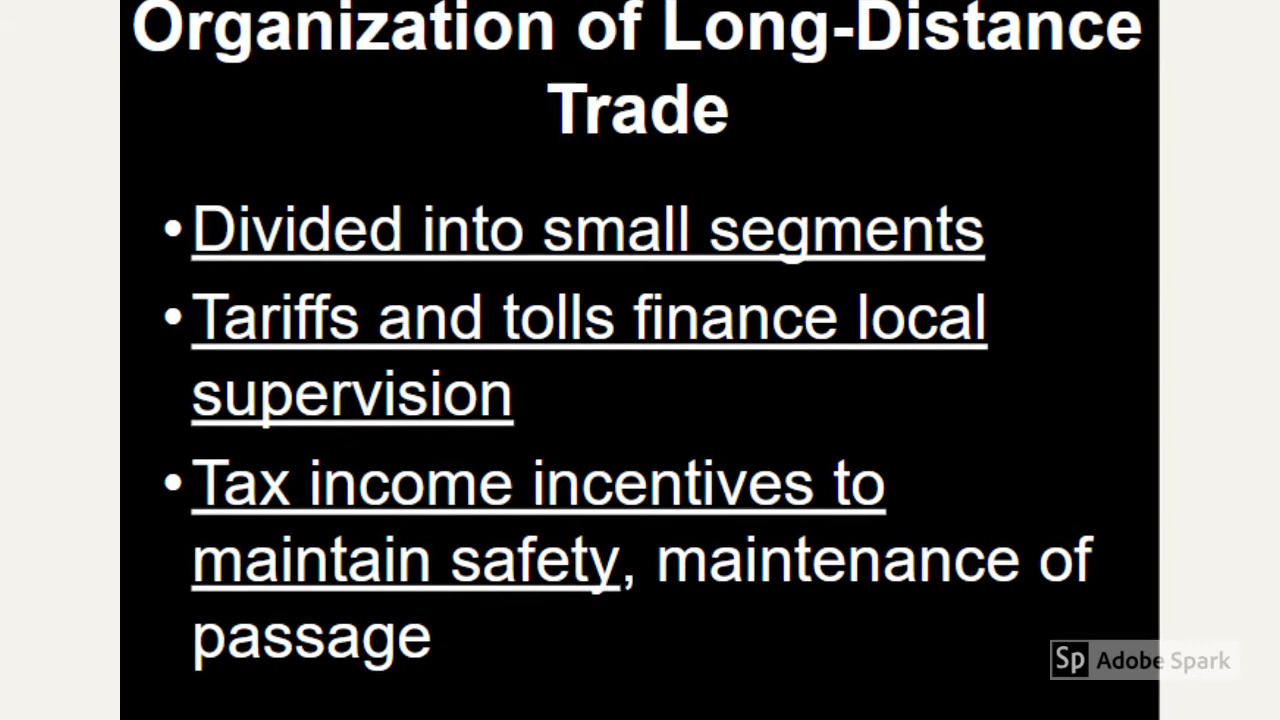 Organization of Long-Distance
Trade
•Divided into small segments
•Tariffs and tolls finance local
supervision
•Tax income incentives to
maintain safety, maintenance of
passage
Sp Adobe Spark